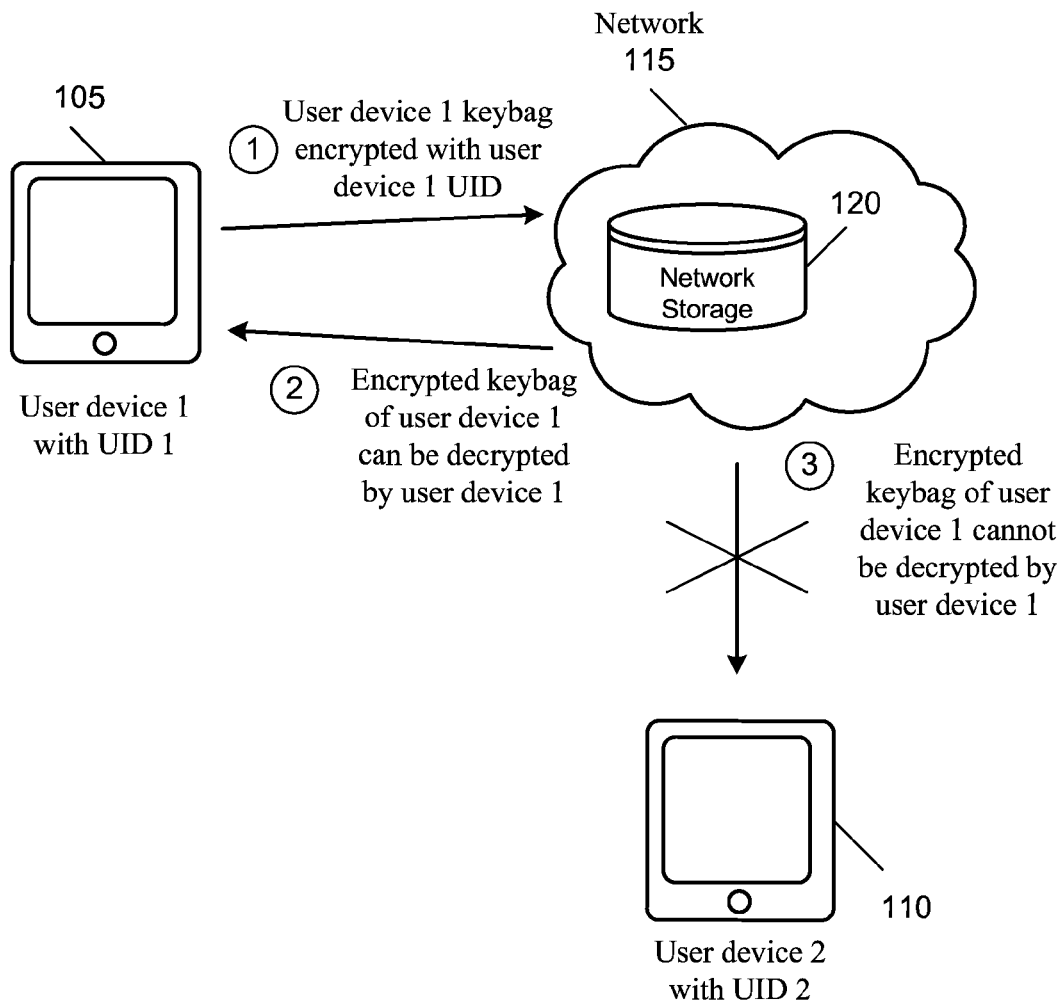 Network
115
105
1
User device 1 keybag
encrypted with user
device 1 UID
120
Network
Storage
2
Encrypted keybag
of user device 1
can be decrypted
by user device 1
User device 1
with UID 1
3
Encrypted
keybag of user
device 1 cannot
be decrypted by
user device 1
110
User device 2
with UID 2